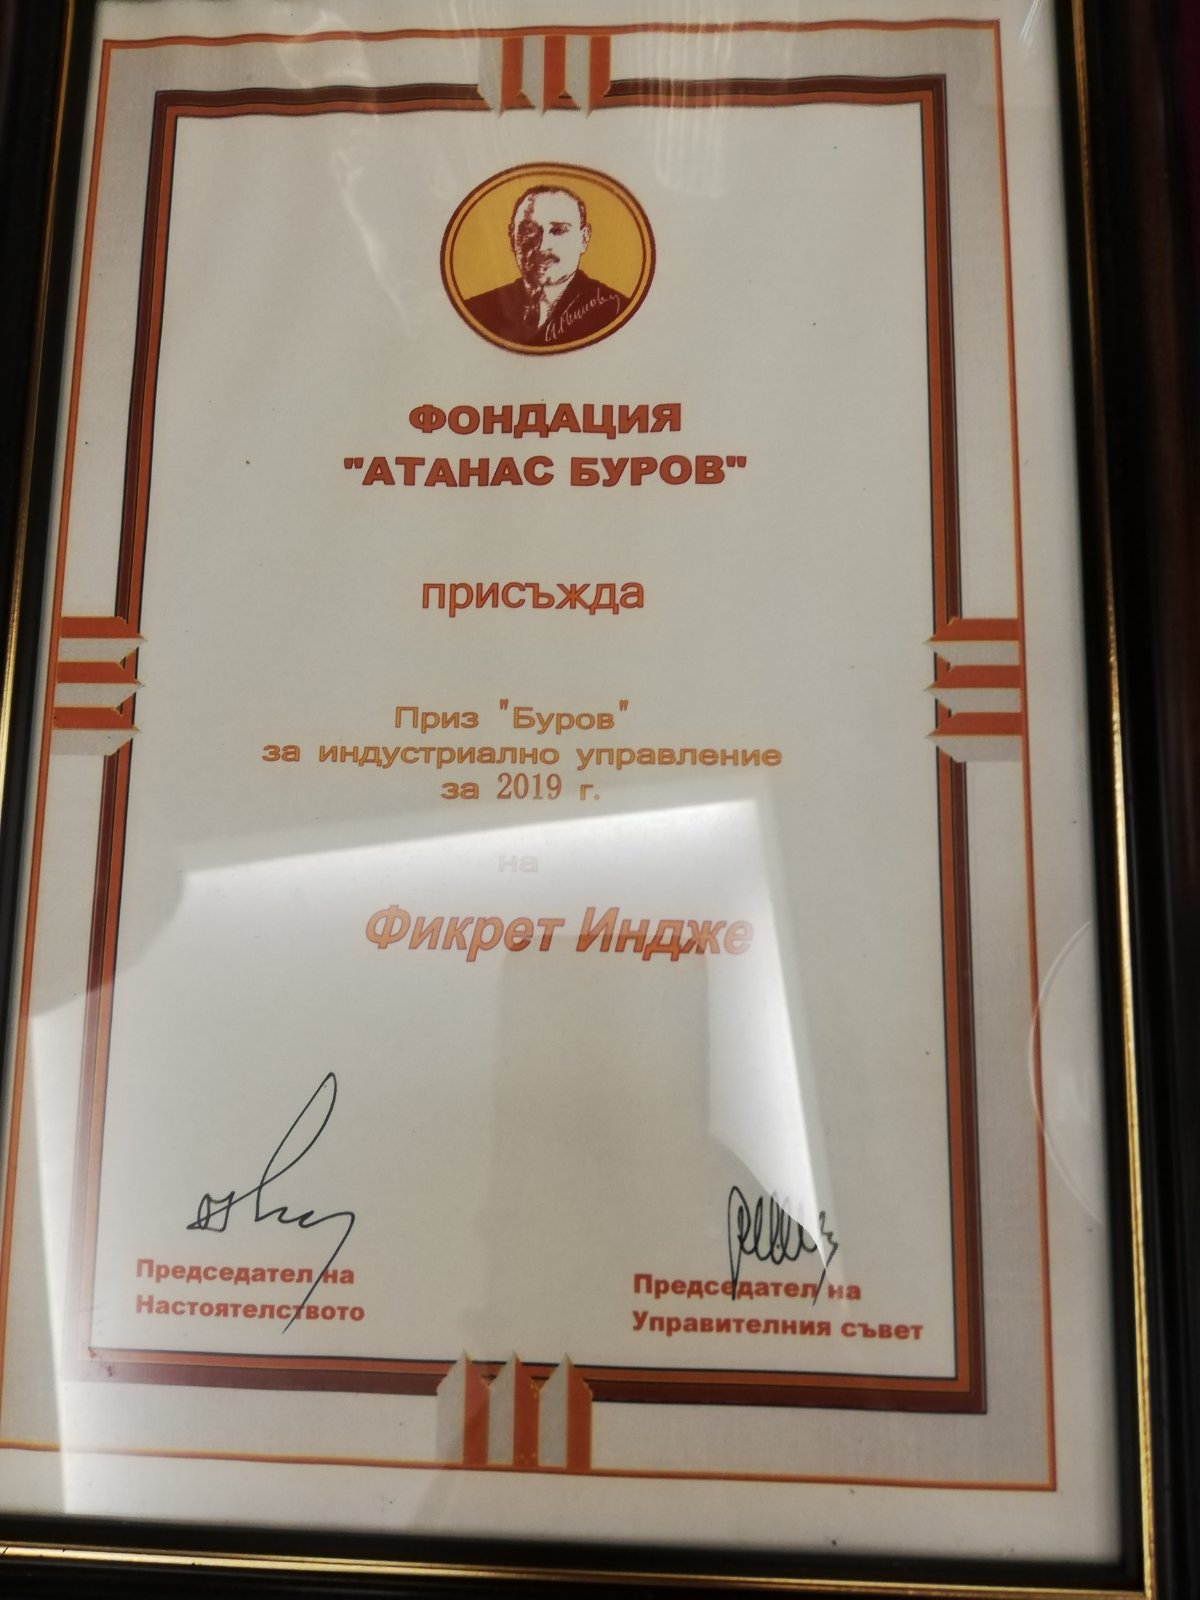 ФОНДАЦИЯ
"АТАНАС БУРОВ"
присъжда
Приз "Буров"
за индустриално управление
за 2019 г.
на
Фикрет Индже
Председател на
Настоятелството
Председател на
Управителния съвет